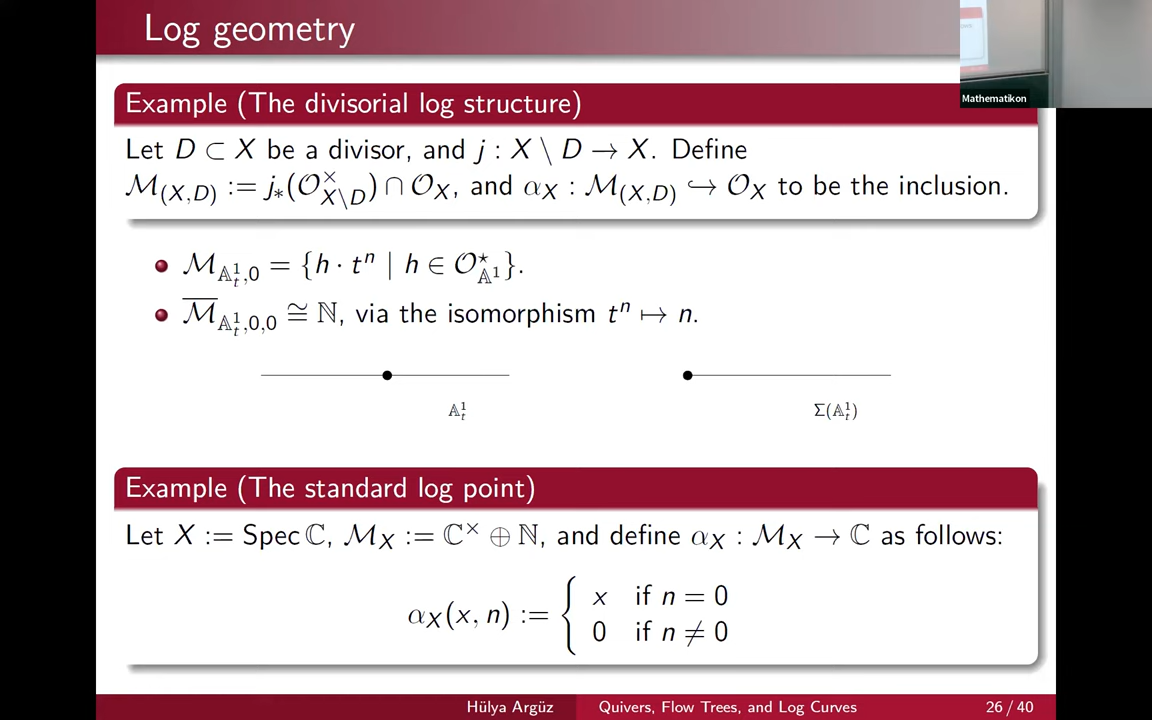 Log geometry
Mathematikon
Example (The divisorial log structure)
Let D ⊂ X be a divisor, and j : X \ D → X. Define
ℳ_(X,D) := j_*(𝒪^×_{X\D}) ∩ 𝒪_X, and α_X : ℳ_(X,D) ↪ 𝒪_X to be the inclusion.
ℳ_{𝔸¹_t,0} = {h · tⁿ | h ∈ 𝒪^⋆_{𝔸¹}}.
\overline{ℳ}_{𝔸¹_t,0,0} ≅ ℕ, via the isomorphism tⁿ ↦ n.
𝔸¹_t
Σ(𝔸¹_t)
Example (The standard log point)
Let X := Spec ℂ, ℳ_X := ℂ^× ⊕ ℕ, and define α_X : ℳ_X → ℂ as follows:
α_X(x, n) := { x if n = 0
0 if n ≠ 0
Hülya Argüz Quivers, Flow Trees, and Log Curves 26 / 40